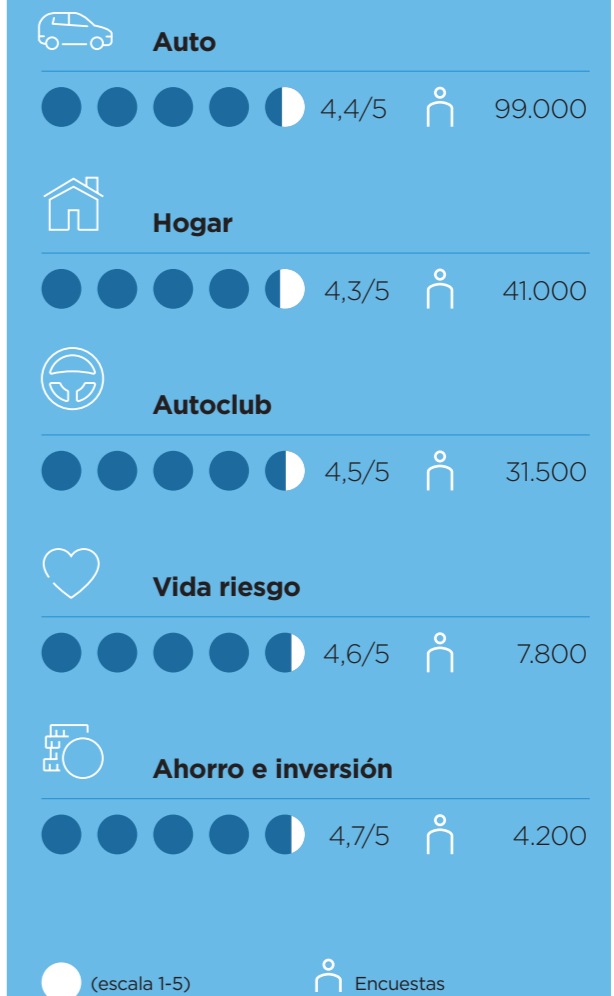 Auto
4,4/5 99.000
Hogar
4,3/5 41.000
Autoclub
4,5/5 31.500
Vida riesgo
4,6/5 7.800
Ahorro e inversión
4,7/5 4.200
(escala 1-5) Encuestas